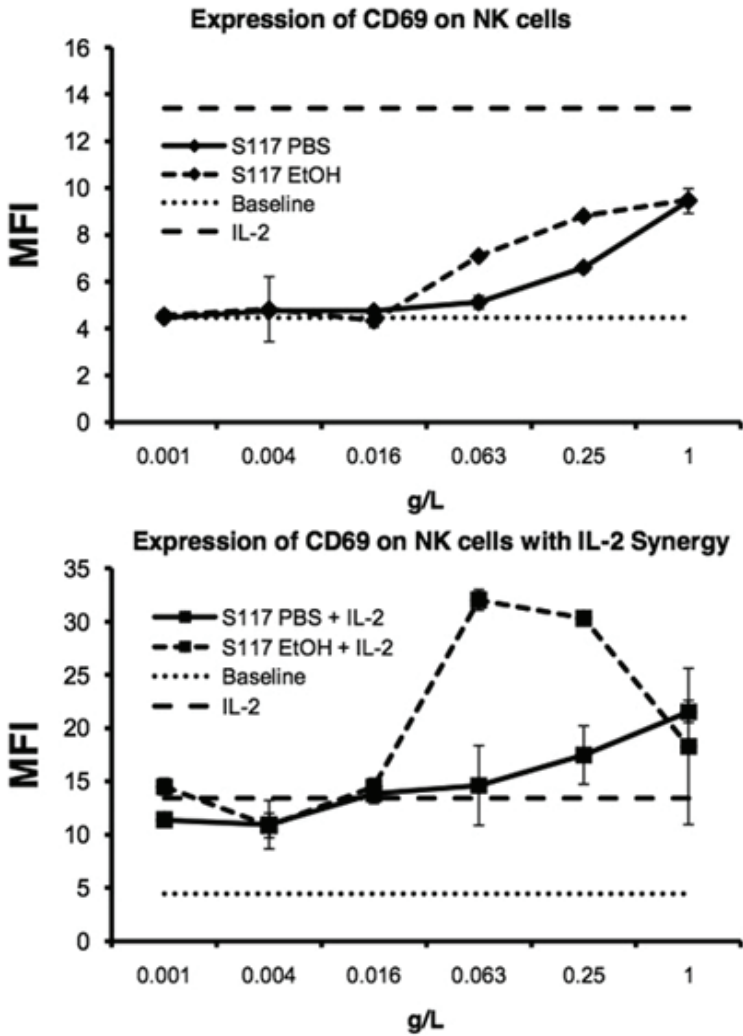 Expression of CD69 on NK cells
16
14
12
10
8
6
4
2
0
MFI
S117 PBS
S117 EtOH
Baseline
IL-2
0.001 0.004 0.016 0.063 0.25 1
g/L
Expression of CD69 on NK cells with IL-2 Synergy
35
30
25
20
15
10
5
0
MFI
S117 PBS + IL-2
S117 EtOH + IL-2
Baseline
IL-2
0.001 0.004 0.016 0.063 0.25 1
g/L